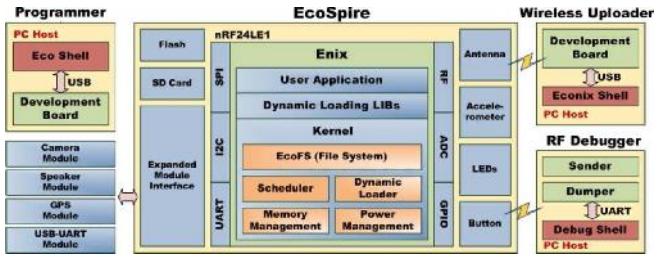 Programmer
PC Host
Eco Shell
USB
Development
Board
Camera
Module
Speaker
Module
GPS
Module
USB-UART
Module
EcoSpire
nRF24LE1
Flash
SD Card
Expanded
Module
Interface
SPI
I2C
UART
Enix
User Application
Dynamic Loading LIBs
Kernel
EcoFS (File System)
Scheduler
Dynamic
Loader
Memory
Management
Power
Management
RF
ADC
GPIO
Antenna
Accele-
rometer
LEDs
Button
Wireless Uploader
Development
Board
USB
Econix Shell
PC Host
RF Debugger
Sender
Dumper
UART
Debug Shell
PC Host